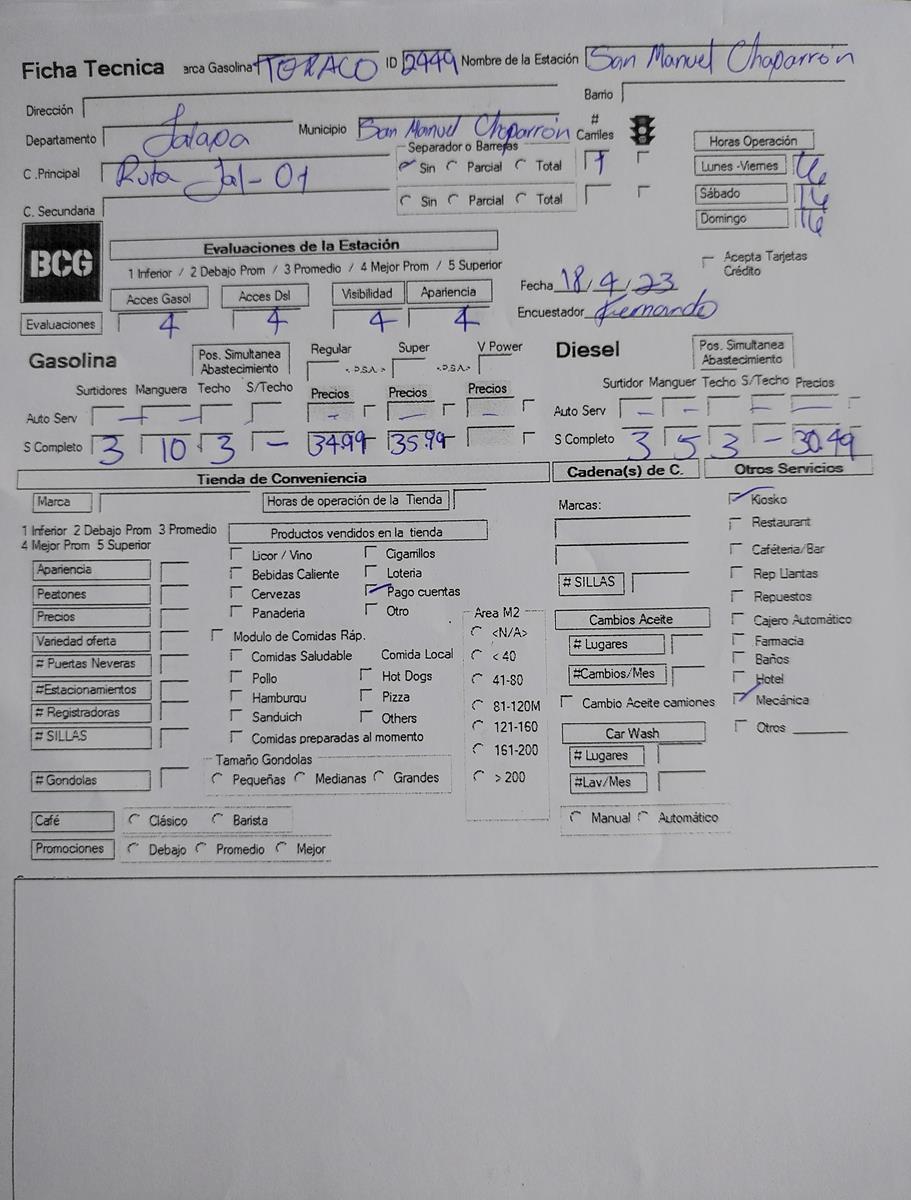 Ficha Tecnica arca Gasolina TEXACO ID 2449 Nombre de la Estación San Manuel Chaparrón
Dirección Barrio
Departamento Jalapa Municipio San Manuel Chaparrón # Carriles
Separador o Barreras Horas Operación
C .Principal Ruta Jal-01 Sin Parcial Total 1 Lunes -Viernes 16
C. Secundaria Sin Parcial Total Sábado 16
Domingo 16
BCG Evaluaciones de la Estación
1 Inferior / 2 Debajo Prom / 3 Promedio / 4 Mejor Prom / 5 Superior
Acepta Tarjetas Crédito
Acces Gasol Acces Dsl Visibilidad Apariencia Fecha 18/4/23
Evaluaciones 4 4 4 4 Encuestador Fernando
Gasolina Pos. Simultanea Abastecimiento Regular Super V Power Diesel Pos. Simultanea Abastecimiento
<.P.S.A.> <.P.S.A.>
Surtidores Manguera Techo S/Techo Precios Precios Precios Surtidor Manguer Techo S/Techo Precios
Auto Serv - - - - - Auto Serv - - - -
S Completo 3 10 3 - 34.99 35.99 S Completo 3 5 3 - 30.49
Tienda de Conveniencia Cadena(s) de C. Otros Servicios
Marca Horas de operación de la Tienda Marcas: Kiosko
1 Inferior 2 Debajo Prom 3 Promedio Productos vendidos en la tienda Restaurant
4 Mejor Prom 5 Superior
Licor / Vino Cigarrillos Caféteria/Bar
Apariencia Bebidas Caliente Loteria # SILLAS Rep Llantas
Peatones Cervezas Pago cuentas Repuestos
Precios Panaderia Otro Area M2 Cambios Aceite Cajero Automático
Variedad oferta Modulo de Comidas Ráp. <N/A> # Lugares Farmacia
# Puertas Neveras Comidas Saludable Comida Local < 40 Baños
Pollo Hot Dogs 41-80 #Cambios/Mes Hotel
#Estacionamientos Hamburqu Pizza 81-120M Cambio Aceite camiones Mecánica
# Registradoras Sanduich Others 121-160 Car Wash Otros
# SILLAS Comidas preparadas al momento 161-200 # Lugares
Tamaño Gondolas
# Gondolas Pequeñas Medianas Grandes > 200 #Lav/Mes
Café Clásico Barista Manual Automático
Promociones Debajo Promedio Mejor